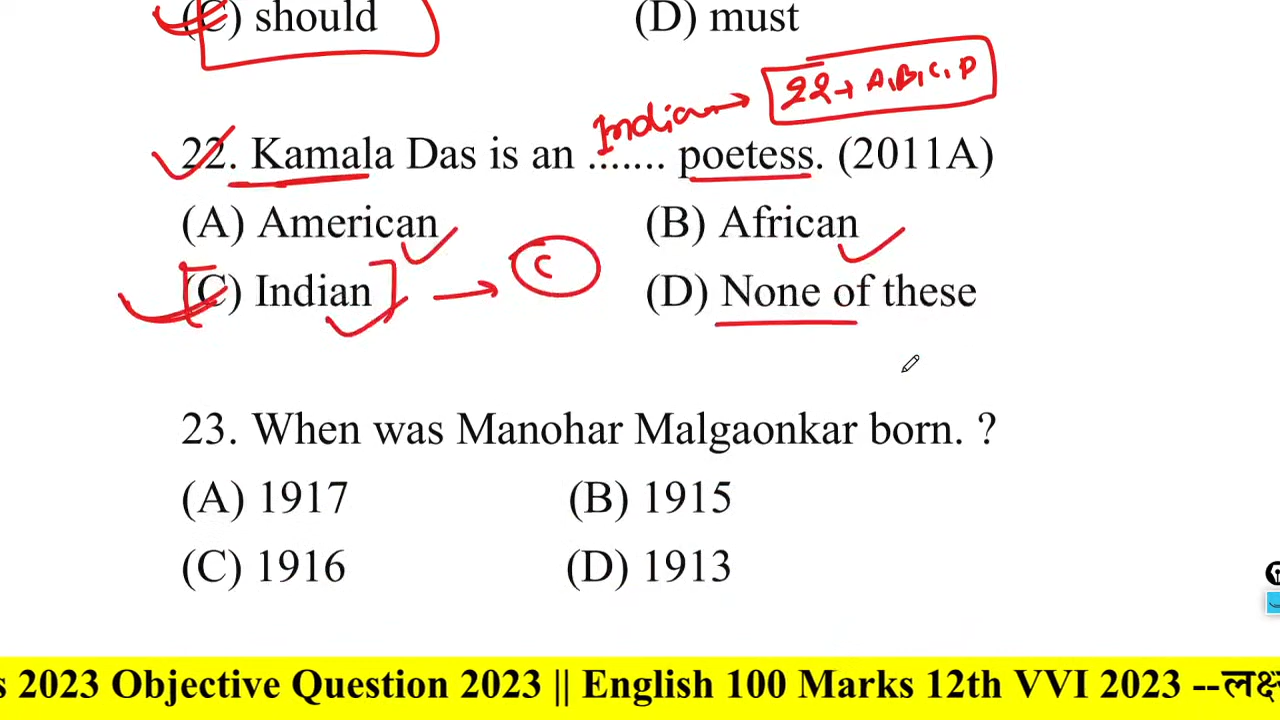 (C) should (D) must
India → 22→ A, B, C, D
22. Kamala Das is an ....... poetess. (2011A)
(A) American (B) African
(C) Indian → C (D) None of these
23. When was Manohar Malgaonkar born. ?
(A) 1917 (B) 1915
(C) 1916 (D) 1913
2023 Objective Question 2023 || English 100 Marks 12th VVI 2023 --